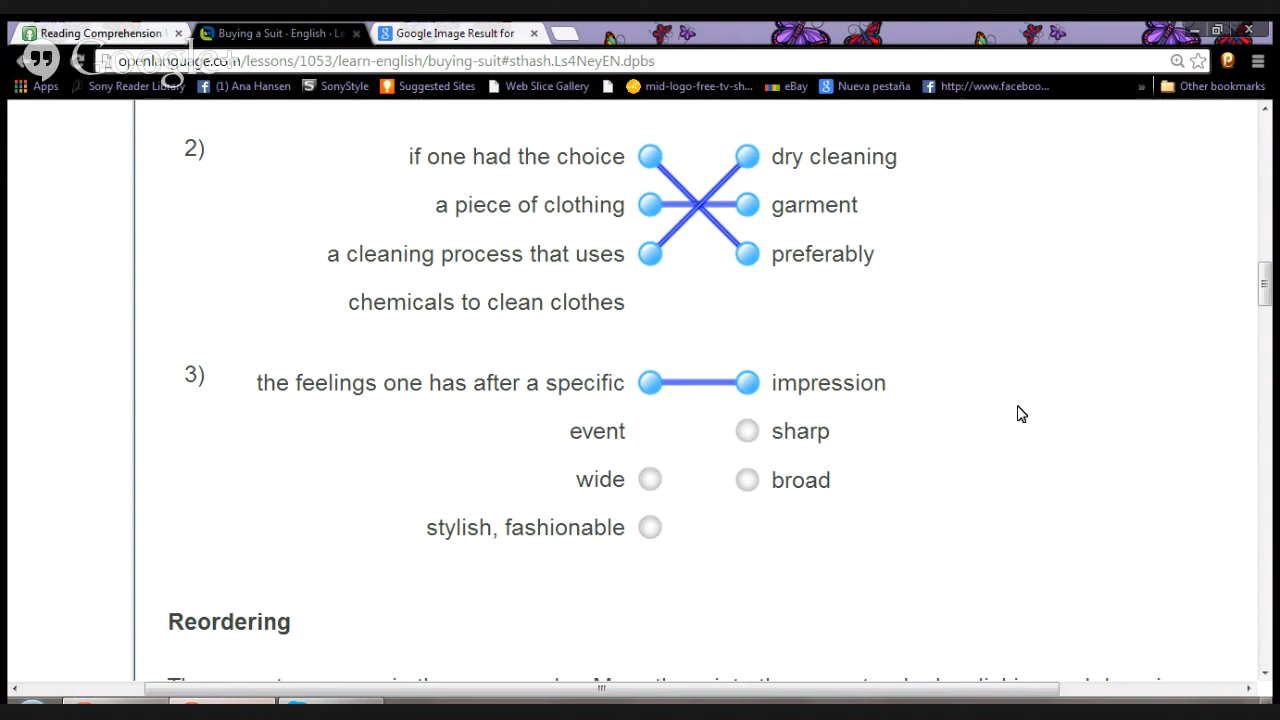 Reading Comprehension
Buying a Suit · English · Le
Google Image Result for
Google+
openlanguage.com/lessons/1053/learn-english/buying-suit#sthash.Ls4NeyEN.dpbs
Apps
Sony Reader Library
(1) Ana Hansen
SonyStyle
Suggested Sites
Web Slice Gallery
mid-logo-free-tv-sh...
eBay
Nueva pestaña
http://www.faceboo...
»
Other bookmarks
2)
if one had the choice
dry cleaning
a piece of clothing
garment
a cleaning process that uses
preferably
chemicals to clean clothes
3)
the feelings one has after a specific
impression
event
sharp
wide
broad
stylish, fashionable
Reordering